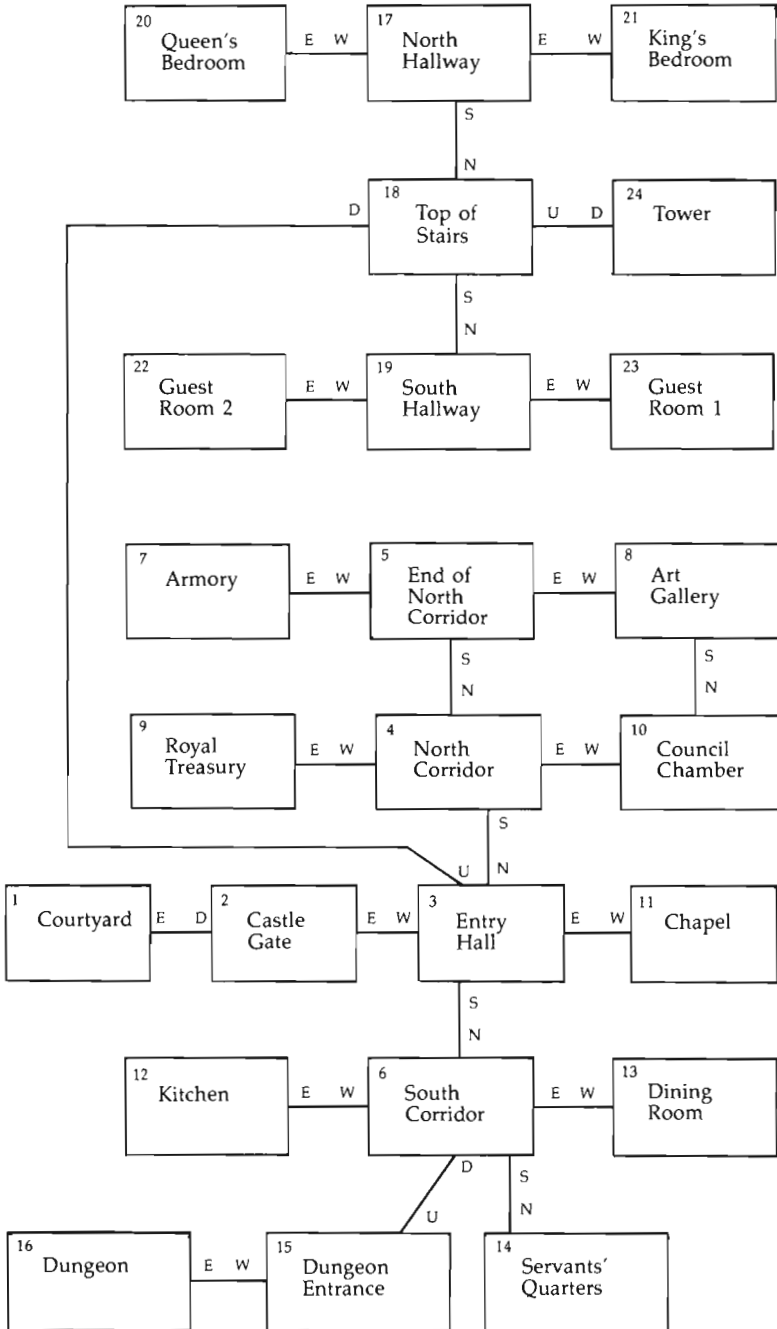 20 17 21
Queen's E W North E W King's
Bedroom Hallway Bedroom
S
N
18 24
D Top of U D Tower
Stairs
S
N
22 19 23
Guest E W South E W Guest
Room 2 Hallway Room 1
7 5 8
Armory E W End of E W Art
North Gallery
Corridor
S S
N N
9 4 10
Royal E W North E W Council
Treasury Corridor Chamber
S
U N
1 2 3 11
Courtyard E D Castle E W Entry E W Chapel
Gate Hall
S
N
12 6 13
Kitchen E W South E W Dining
Corridor Room
D S
U N
16 15 14
Dungeon E W Dungeon Servants'
Entrance Quarters